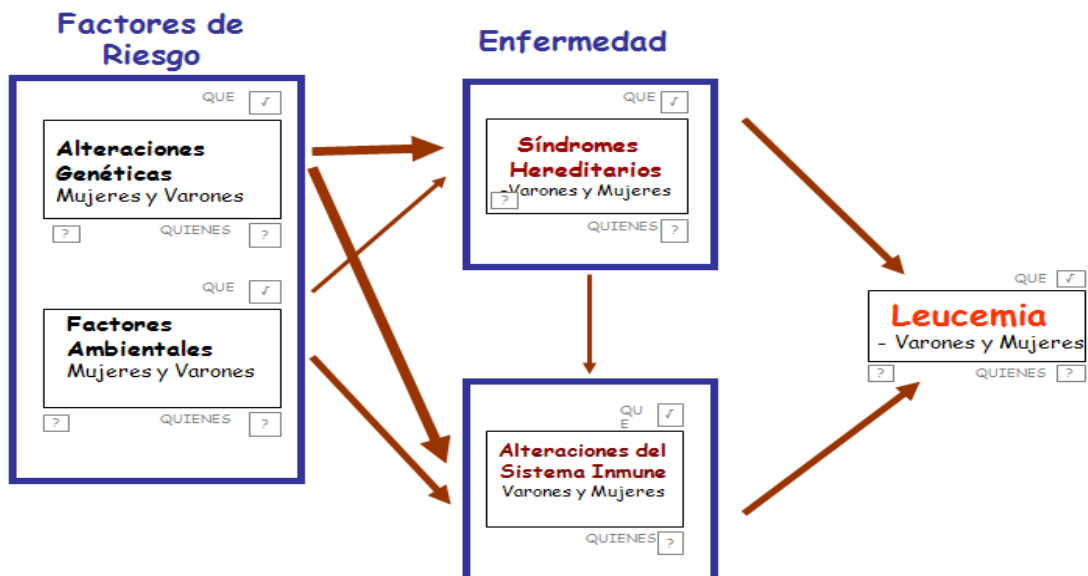 Factores de
Riesgo
QUE √
Alteraciones
Genéticas
Mujeres y Varones
? QUIENES ?
QUE √
Factores
Ambientales
Mujeres y Varones
? QUIENES ?
Enfermedad
QUE √
Síndromes
Hereditarios
-Varones y Mujeres
?
QUIENES ?
QU
E √
Alteraciones del
Sistema Inmune
Varones y Mujeres
QUIENES ?
QUE √
Leucemia
- Varones y Mujeres
? QUIENES ?